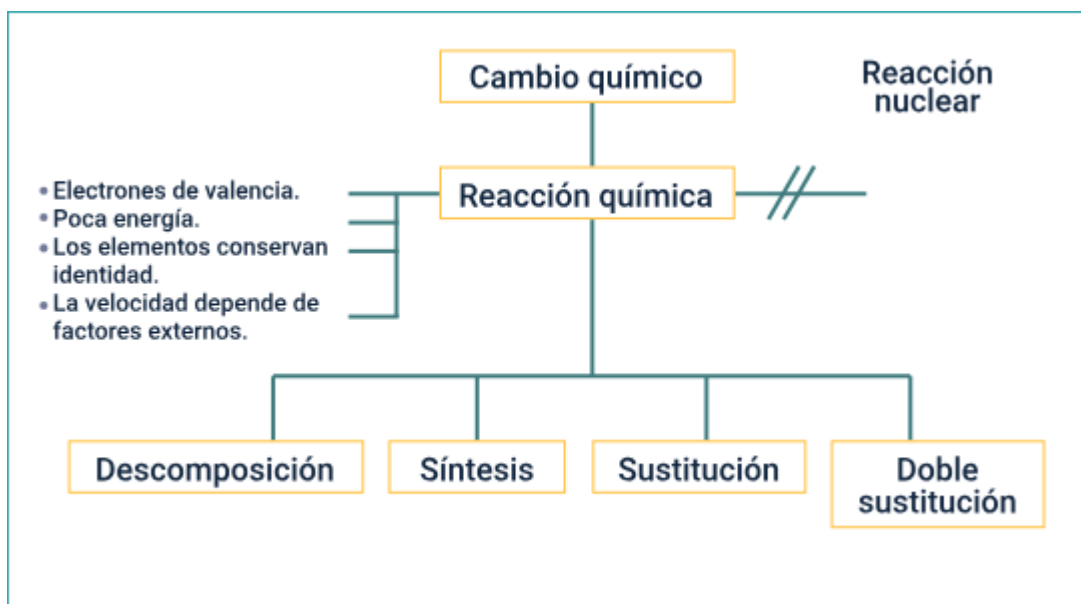 Cambio químico
Reacción
nuclear
Reacción química
• Electrones de valencia.
• Poca energía.
• Los elementos conservan
identidad.
• La velocidad depende de
factores externos.
Descomposición
Síntesis
Sustitución
Doble
sustitución